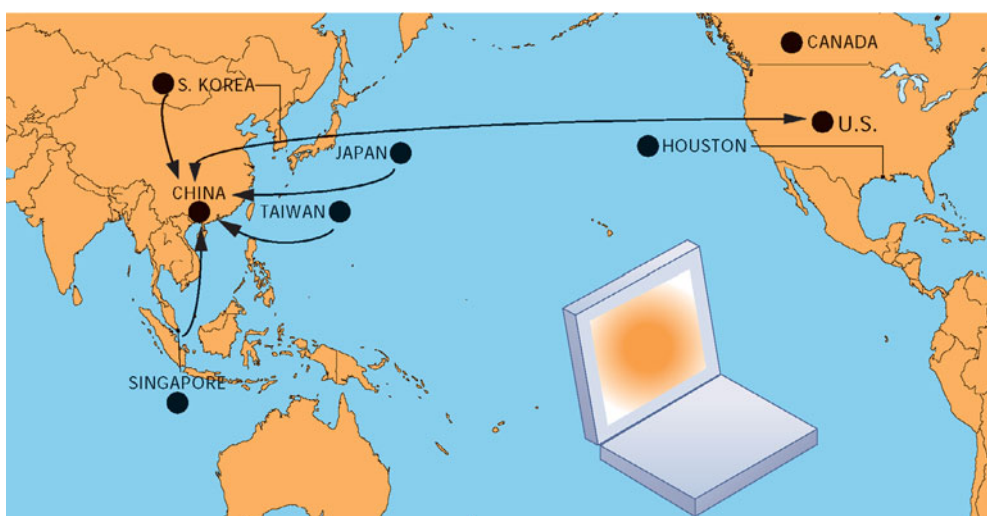 CANADA
S. KOREA
U.S.
JAPAN
HOUSTON
CHINA
TAIWAN
SINGAPORE